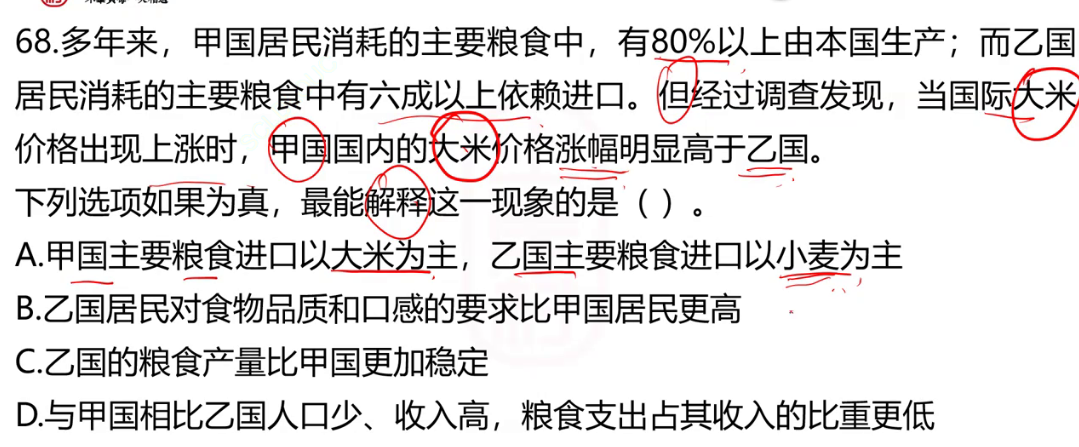 68.多年来，甲国居民消耗的主要粮食中，有80%以上由本国生产；而乙国
居民消耗的主要粮食中有六成以上依赖进口。但经过调查发现，当国际大米
价格出现上涨时，甲国国内的大米价格涨幅明显高于乙国。
下列选项如果为真，最能解释这一现象的是（ ）。
A.甲国主要粮食进口以大米为主，乙国主要粮食进口以小麦为主
B.乙国居民对食物品质和口感的要求比甲国居民更高
C.乙国的粮食产量比甲国更加稳定
D.与甲国相比乙国人口少、收入高，粮食支出占其收入的比重更低